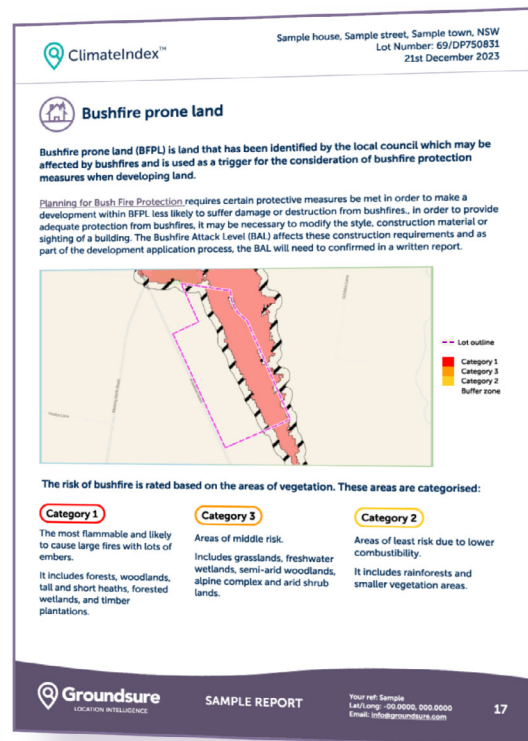 ClimateIndex™
Sample house, Sample street, Sample town, NSW
Lot Number: 69/DP750831
21st December 2023
Bushfire prone land
Bushfire prone land (BFPL) is land that has been identified by the local council which may be
affected by bushfires and is used as a trigger for the consideration of bushfire protection
measures when developing land.
Planning for Bush Fire Protection requires certain protective measures be met in order to make a
development within BFPL less likely to suffer damage or destruction from bushfires., in order to provide
adequate protection from bushfires, it may be necessary to modify the style, construction material or
sighting of a building. The Bushfire Attack Level (BAL) affects these construction requirements and as
part of the development application process, the BAL will need to confirmed in a written report.
Lot outline
Category 1
Category 3
Category 2
Buffer zone
The risk of bushfire is rated based on the areas of vegetation. These areas are categorised:
Category 1
The most flammable and likely
to cause large fires with lots of
embers.
It includes forests, woodlands,
tall and short heaths, forested
wetlands, and timber
plantations.
Category 3
Areas of middle risk.
Includes grasslands, freshwater
wetlands, semi-arid woodlands,
alpine complex and arid shrub
lands.
Category 2
Areas of least risk due to lower
combustibility.
It includes rainforests and
smaller vegetation areas.
Groundsure
LOCATION INTELLIGENCE
SAMPLE REPORT
Your ref: Sample
Lat/Long: -00.0000, 000.0000
Email: info@groundsure.com
17